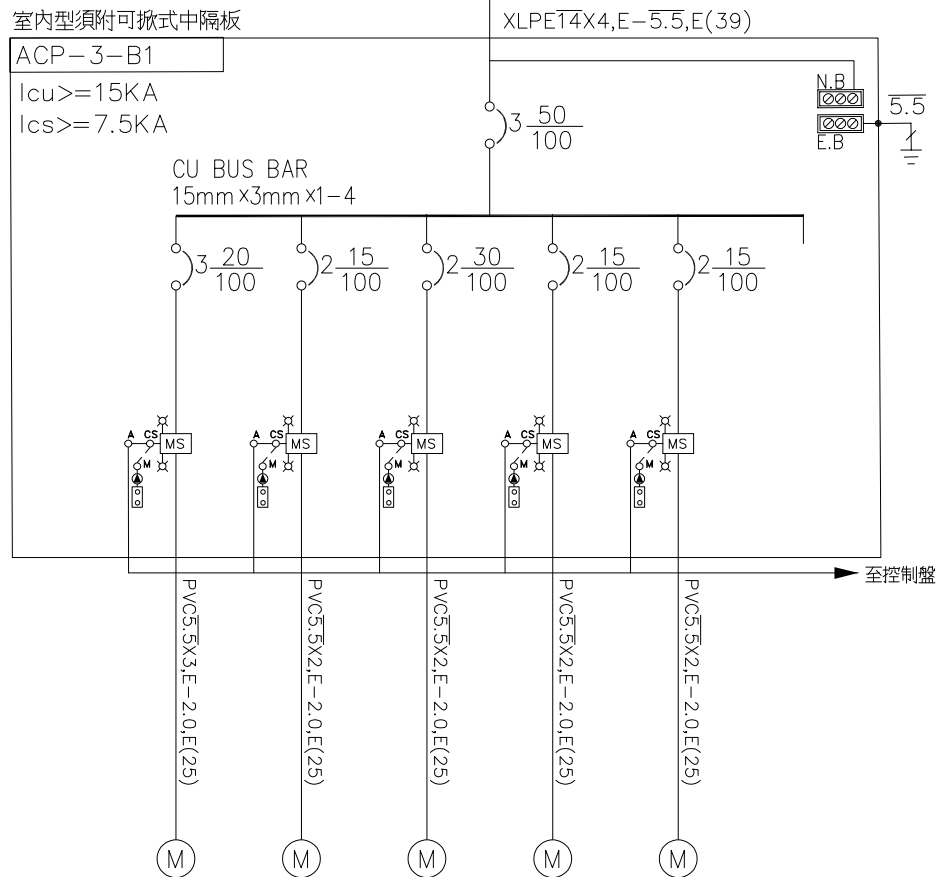 室內型須附可掀式中隔板
XLPE14X4,E-5.5,E(39)
ACP-3-B1
Icu>=15KA
Ics>=7.5KA
N.B
E.B
5.5
3 50
100
CU BUS BAR
15mm x3mm x1-4
3 20
100
2 15
100
2 30
100
2 15
100
2 15
100
A CS MS
M
A CS MS
M
A CS MS
M
A CS MS
M
A CS MS
M
至控制盤
PVC5.5X3,E-2.0,E(25)
PVC5.5X2,E-2.0,E(25)
PVC5.5X2,E-2.0,E(25)
PVC5.5X2,E-2.0,E(25)
PVC5.5X2,E-2.0,E(25)
M M M M M